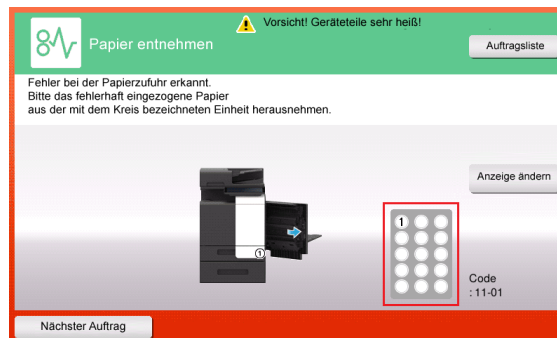 Vorsicht! Geräteteile sehr heiß!
Papier entnehmen
Auftragsliste
Fehler bei der Papierzufuhr erkannt.
Bitte das fehlerhaft eingezogene Papier
aus der mit dem Kreis bezeichneten Einheit herausnehmen.
Anzeige ändern
1
1
Code
: 11-01
Nächster Auftrag